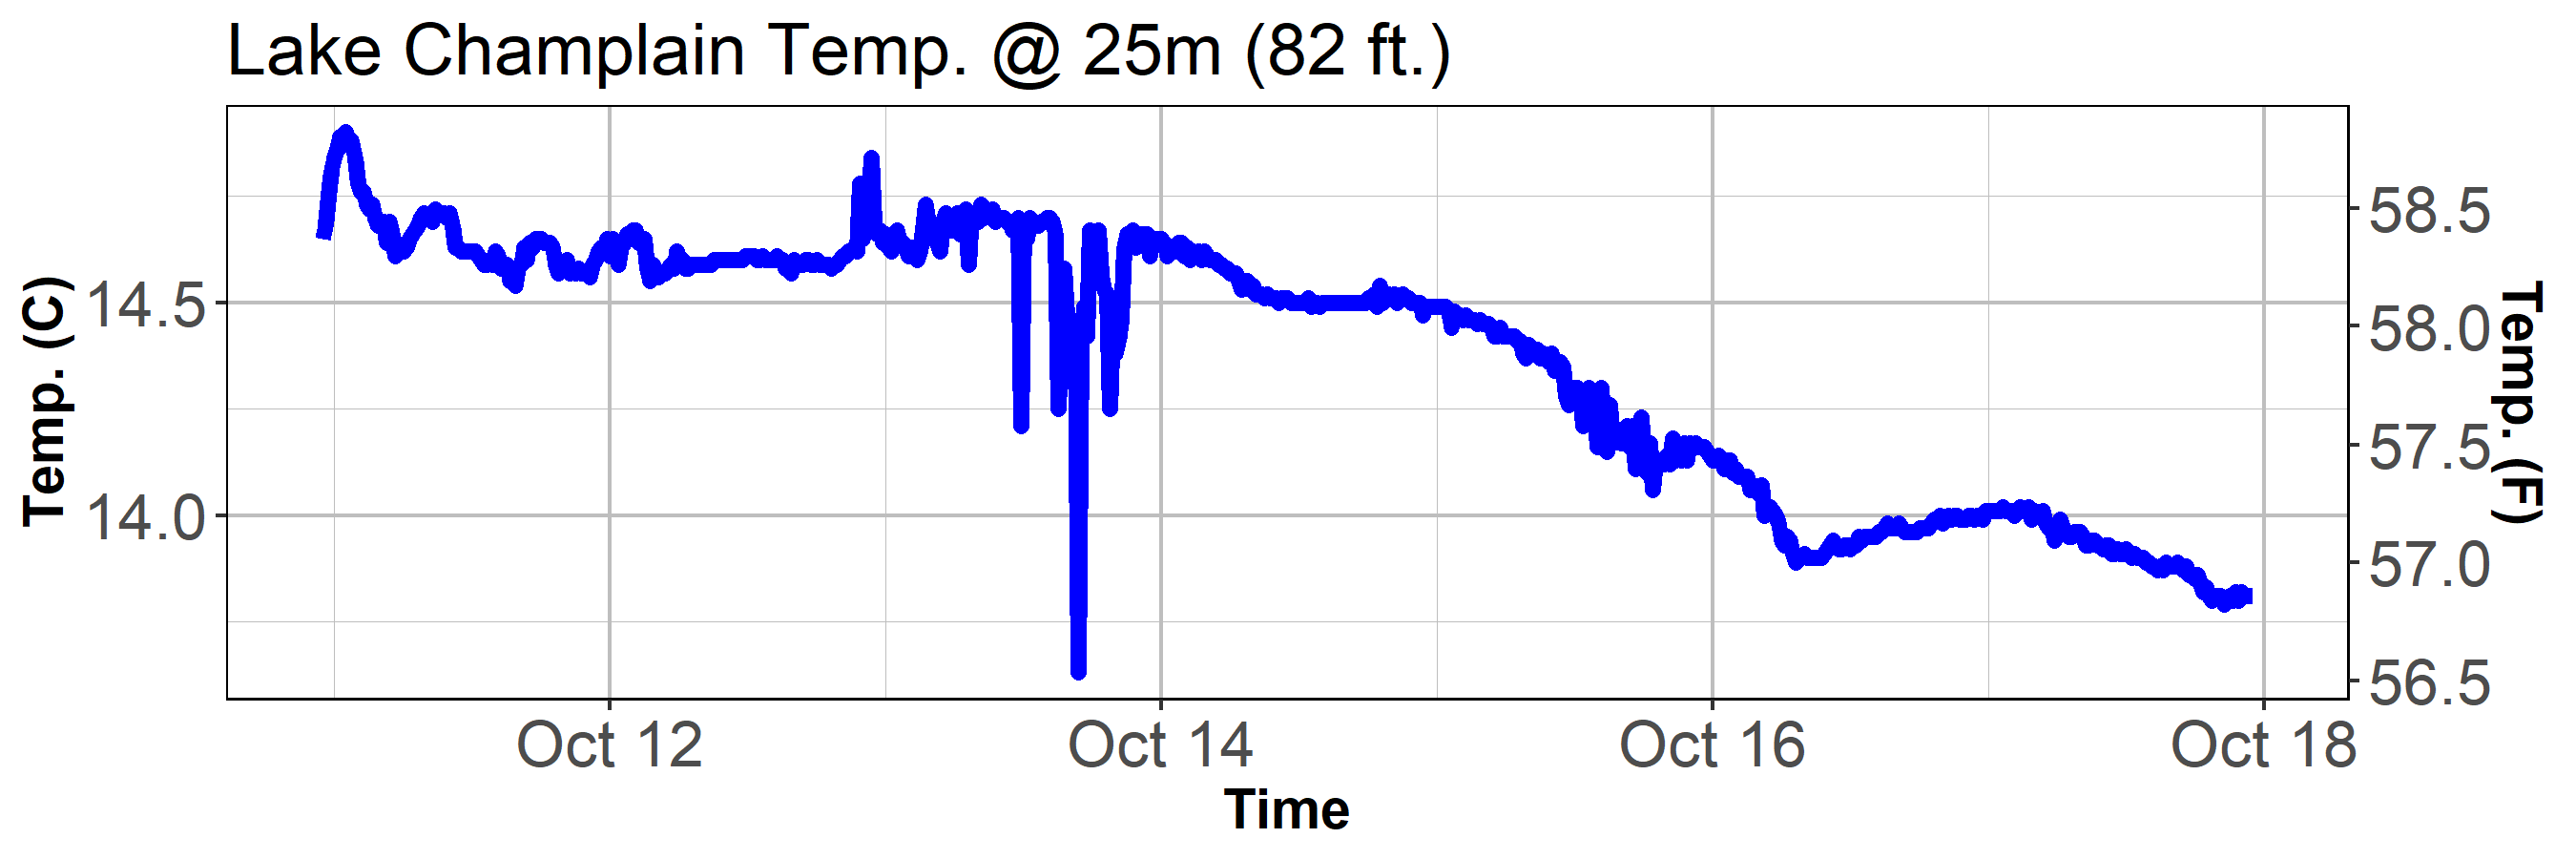 Lake Champlain Temp. @ 25m (82 ft.)
Temp. (C)
14.5
14.0
58.5
58.0
57.5
57.0
56.5
Temp. (F)
Oct 12
Oct 14
Oct 16
Oct 18
Time